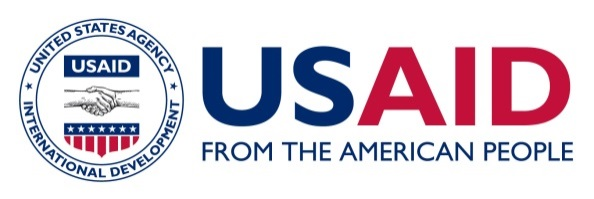 UNITED STATES AGENCY
USAID
INTERNATIONAL DEVELOPMENT
USAID
FROM THE AMERICAN PEOPLE